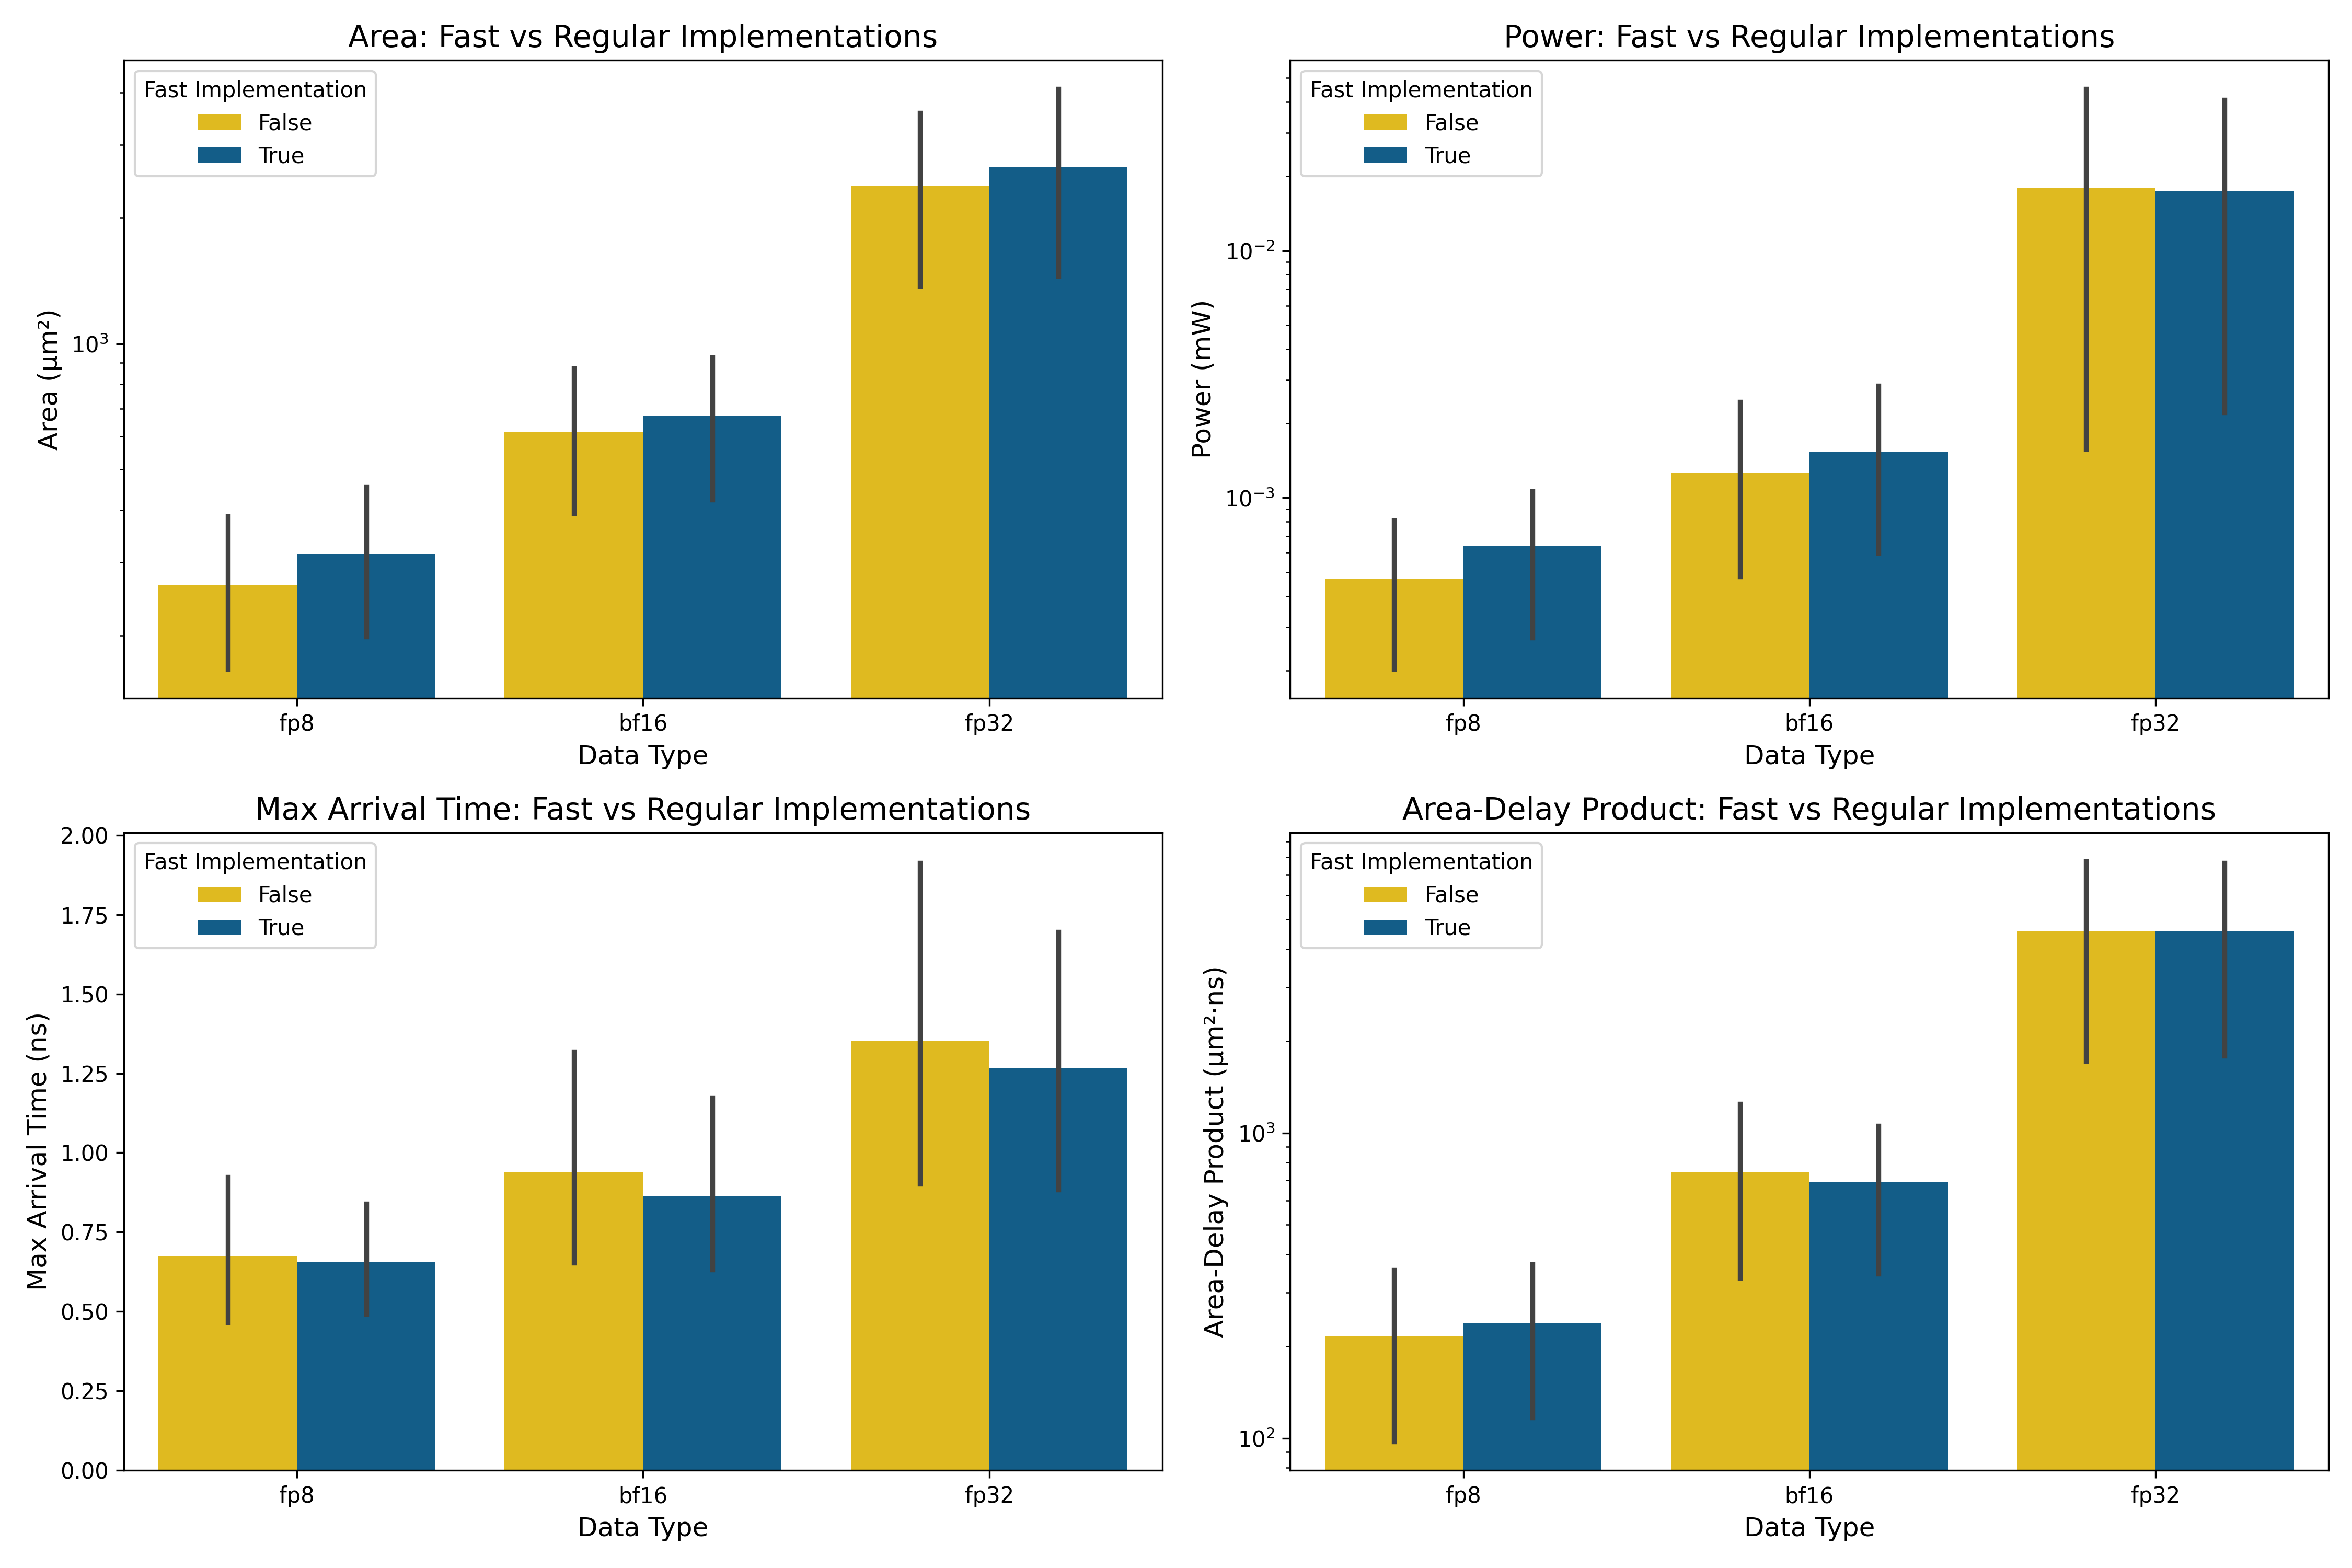 Area: Fast vs Regular Implementations
Fast Implementation
False
True
Area (μm²)
10³
fp8
bf16
fp32
Data Type
Power: Fast vs Regular Implementations
Fast Implementation
False
True
Power (mW)
10⁻²
10⁻³
fp8
bf16
fp32
Data Type
Max Arrival Time: Fast vs Regular Implementations
Fast Implementation
False
True
Max Arrival Time (ns)
2.00
1.75
1.50
1.25
1.00
0.75
0.50
0.25
0.00
fp8
bf16
fp32
Data Type
Area-Delay Product: Fast vs Regular Implementations
Fast Implementation
False
True
Area-Delay Product (μm²·ns)
10³
10²
fp8
bf16
fp32
Data Type